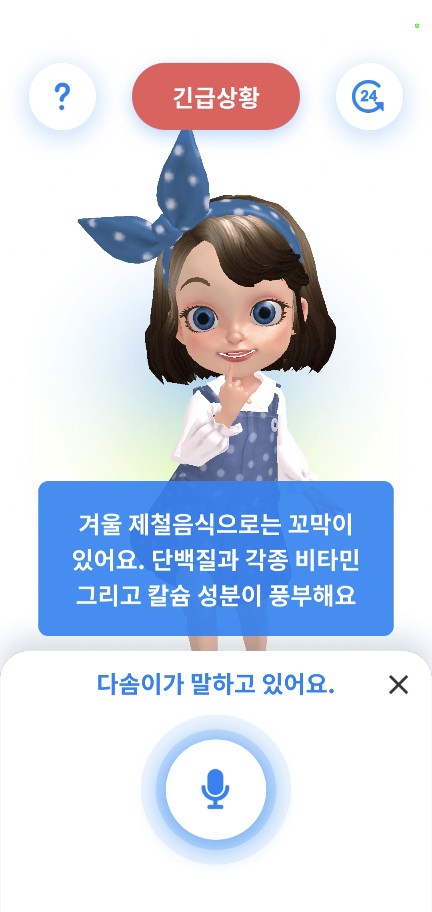 ?
긴급상황
24
겨울 제철음식으로는 꼬막이
있어요. 단백질과 각종 비타민
그리고 칼슘 성분이 풍부해요
다솜이가 말하고 있어요.